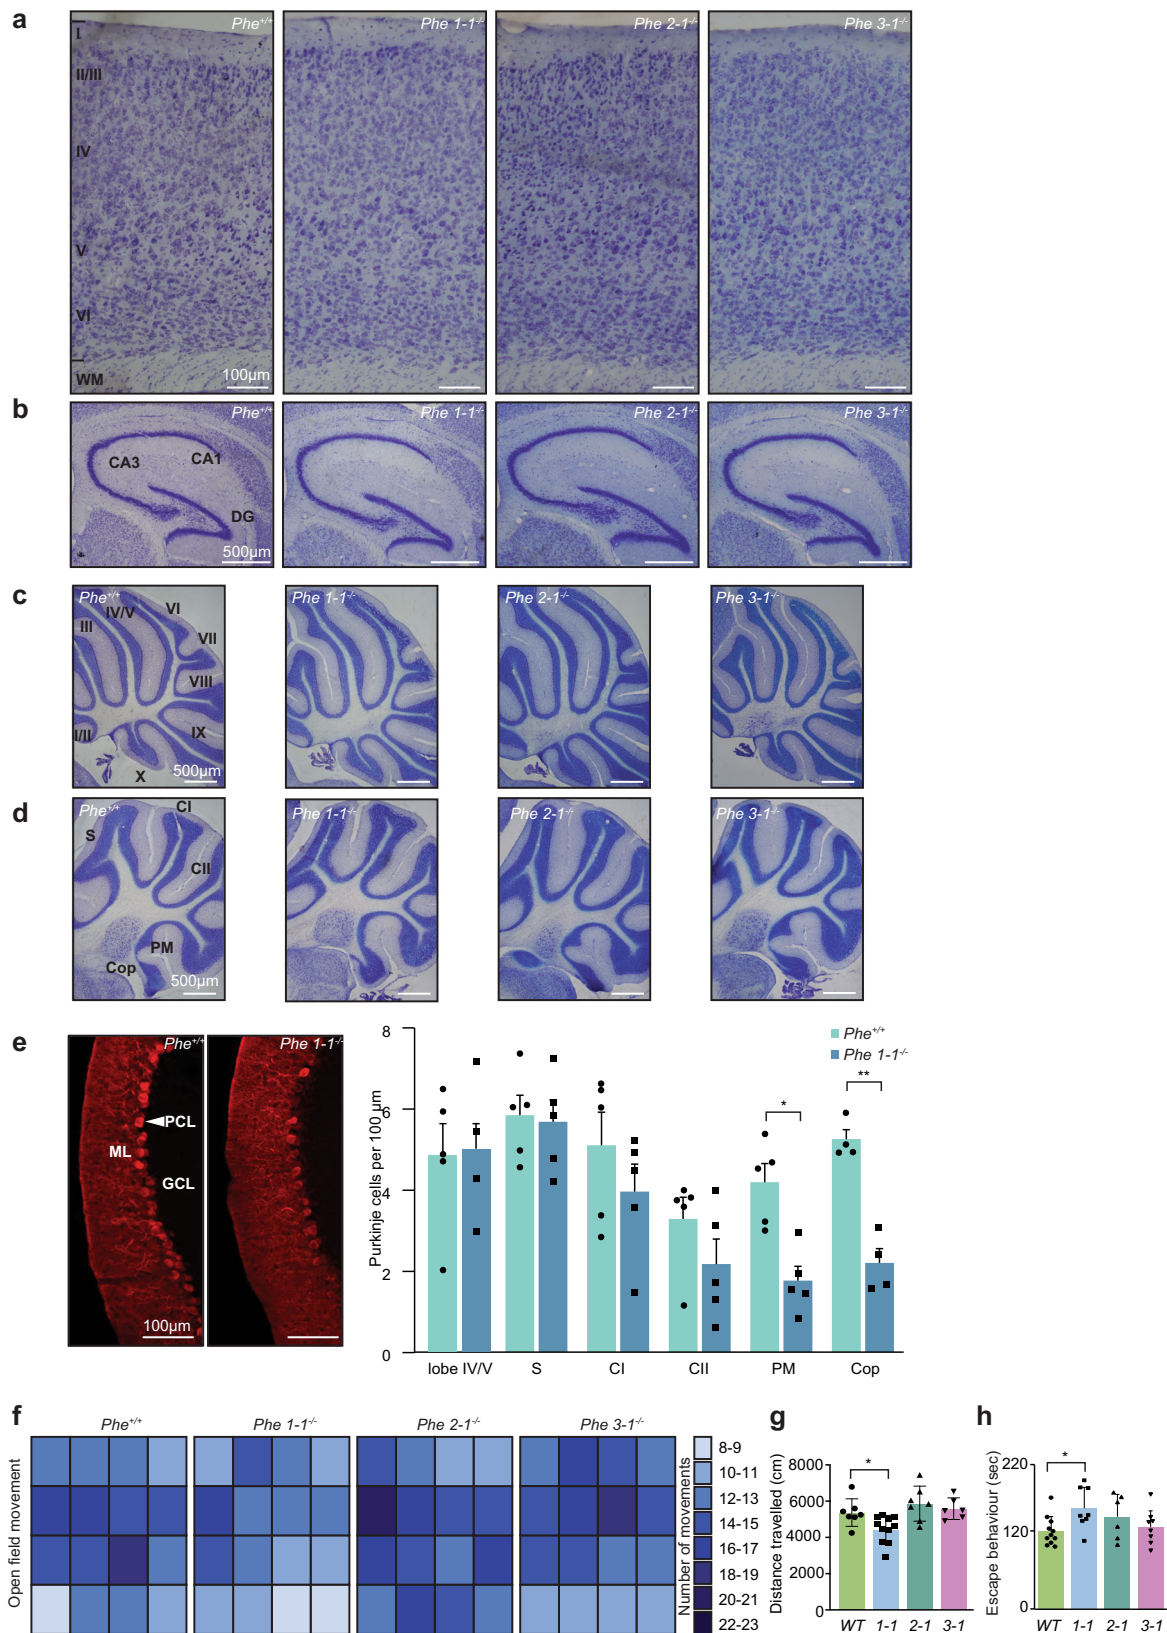 a
Phe+/+
Phe 1-1-/-
Phe 2-1-/-
Phe 3-1-/-
I
II/III
IV
V
VI
WM
100µm
b
Phe+/+
Phe 1-1-/-
Phe 2-1-/-
Phe 3-1-/-
CA3
CA1
DG
500µm
c
Phe+/+
Phe 1-1-/-
Phe 2-1-/-
Phe 3-1-/-
VI
IV/V
III
VII
VIII
I/II
IX
X
500µm
d
Phe+/+
Phe 1-1-/-
Phe 2-1-/-
Phe 3-1-/-
CI
S
CII
PM
Cop
500µm
e
Phe+/+
Phe 1-1-/-
PCL
ML
GCL
100µm
Purkinje cells per 100 µm
8
6
4
2
0
Phe+/+
Phe 1-1-/-
*
**
lobe IV/V
S
CI
CII
PM
Cop
f
Phe+/+
Phe 1-1-/-
Phe 2-1-/-
Phe 3-1-/-
Open field movement
Number of movements
8-9
10-11
12-13
14-15
16-17
18-19
20-21
22-23
g
Distance travelled (cm)
8000
6000
4000
2000
0
*
WT
1-1
2-1
3-1
h
Escape behaviour (sec)
220
120
0
*
WT
1-1
2-1
3-1